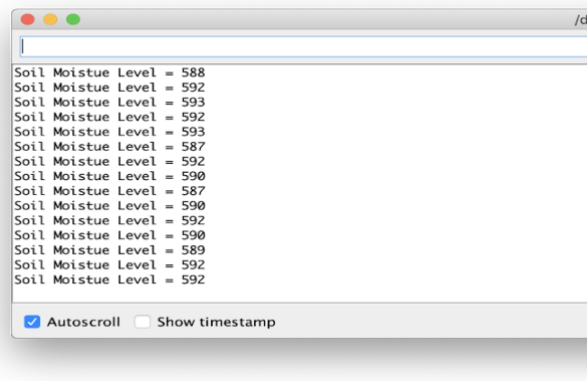 /d
Soil Moistue Level = 588
Soil Moistue Level = 592
Soil Moistue Level = 593
Soil Moistue Level = 592
Soil Moistue Level = 593
Soil Moistue Level = 587
Soil Moistue Level = 592
Soil Moistue Level = 590
Soil Moistue Level = 587
Soil Moistue Level = 590
Soil Moistue Level = 592
Soil Moistue Level = 590
Soil Moistue Level = 589
Soil Moistue Level = 592
Soil Moistue Level = 592
Autoscroll Show timestamp